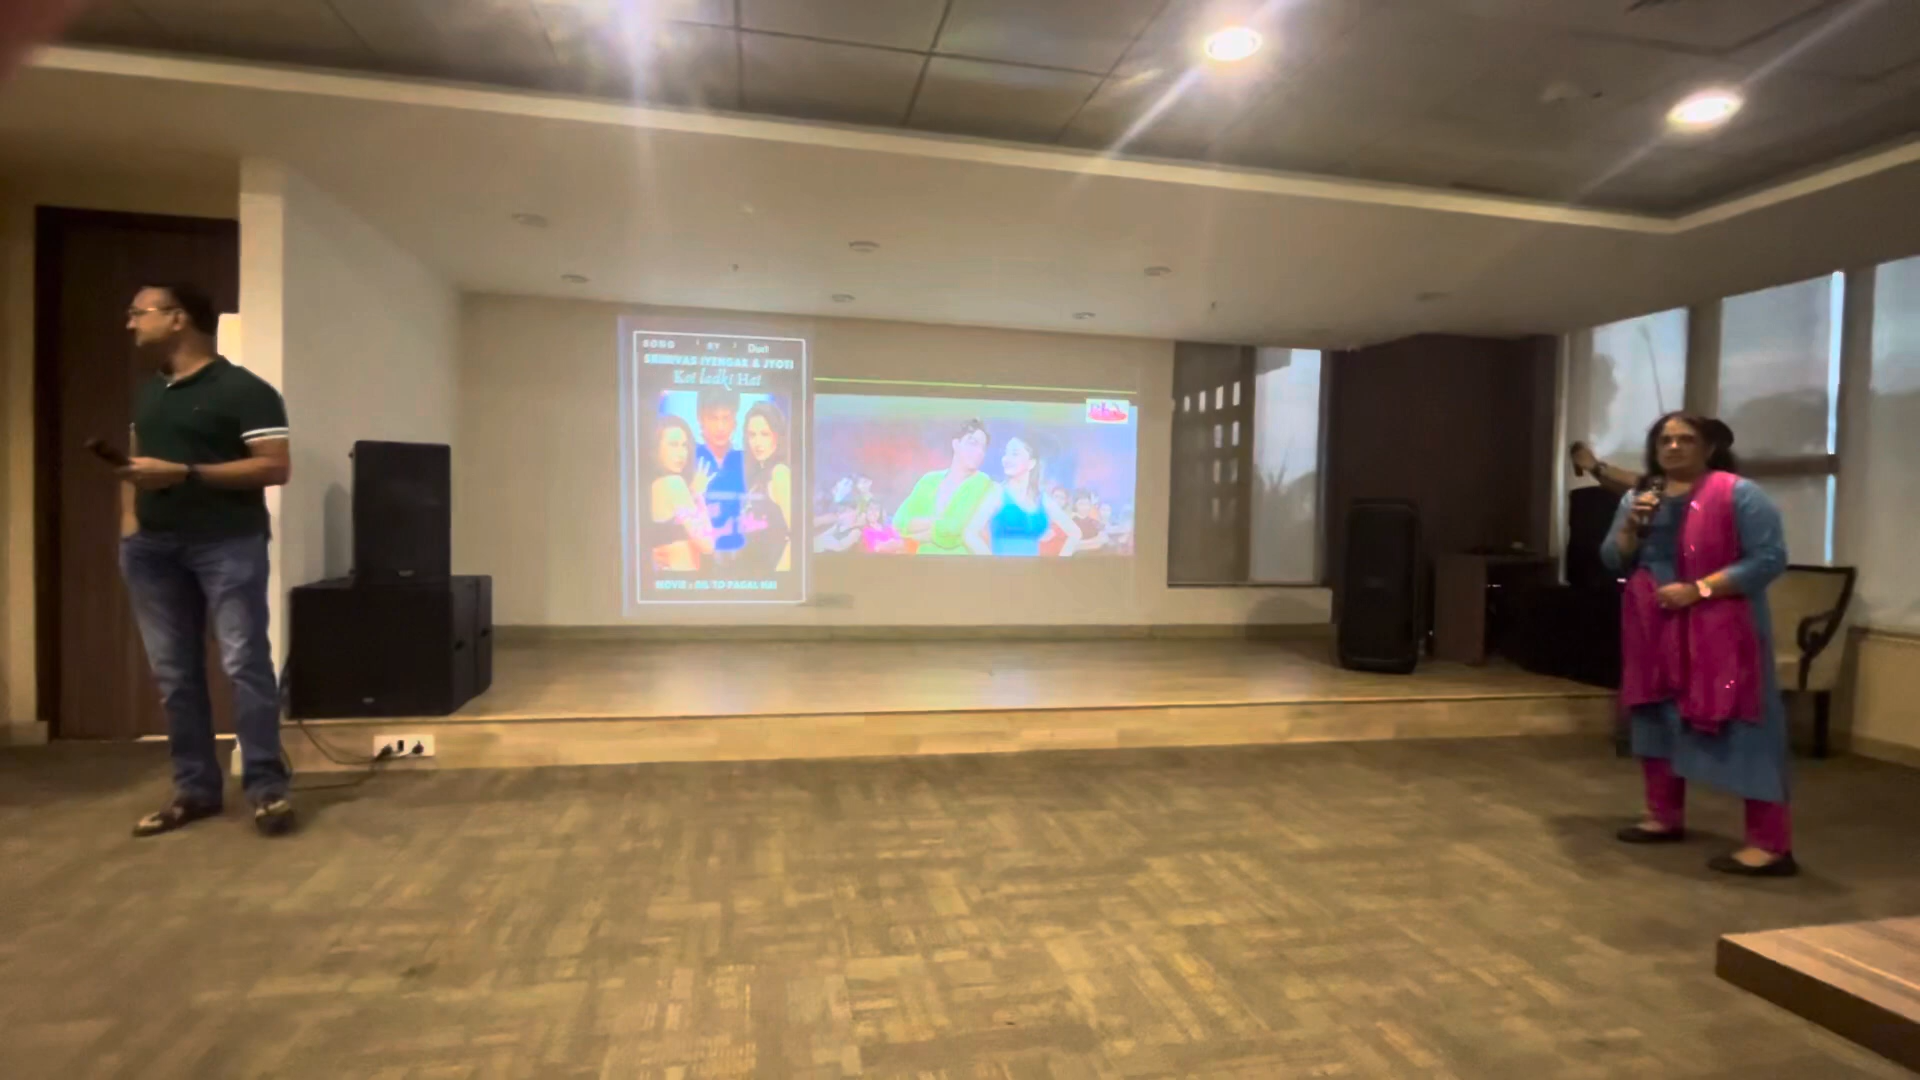 SONG BY : Duet
SRINIVAS IYENGAR & JYOTI
Koi ladki Hai
MOVIE : DIL TO PAGAL HAI